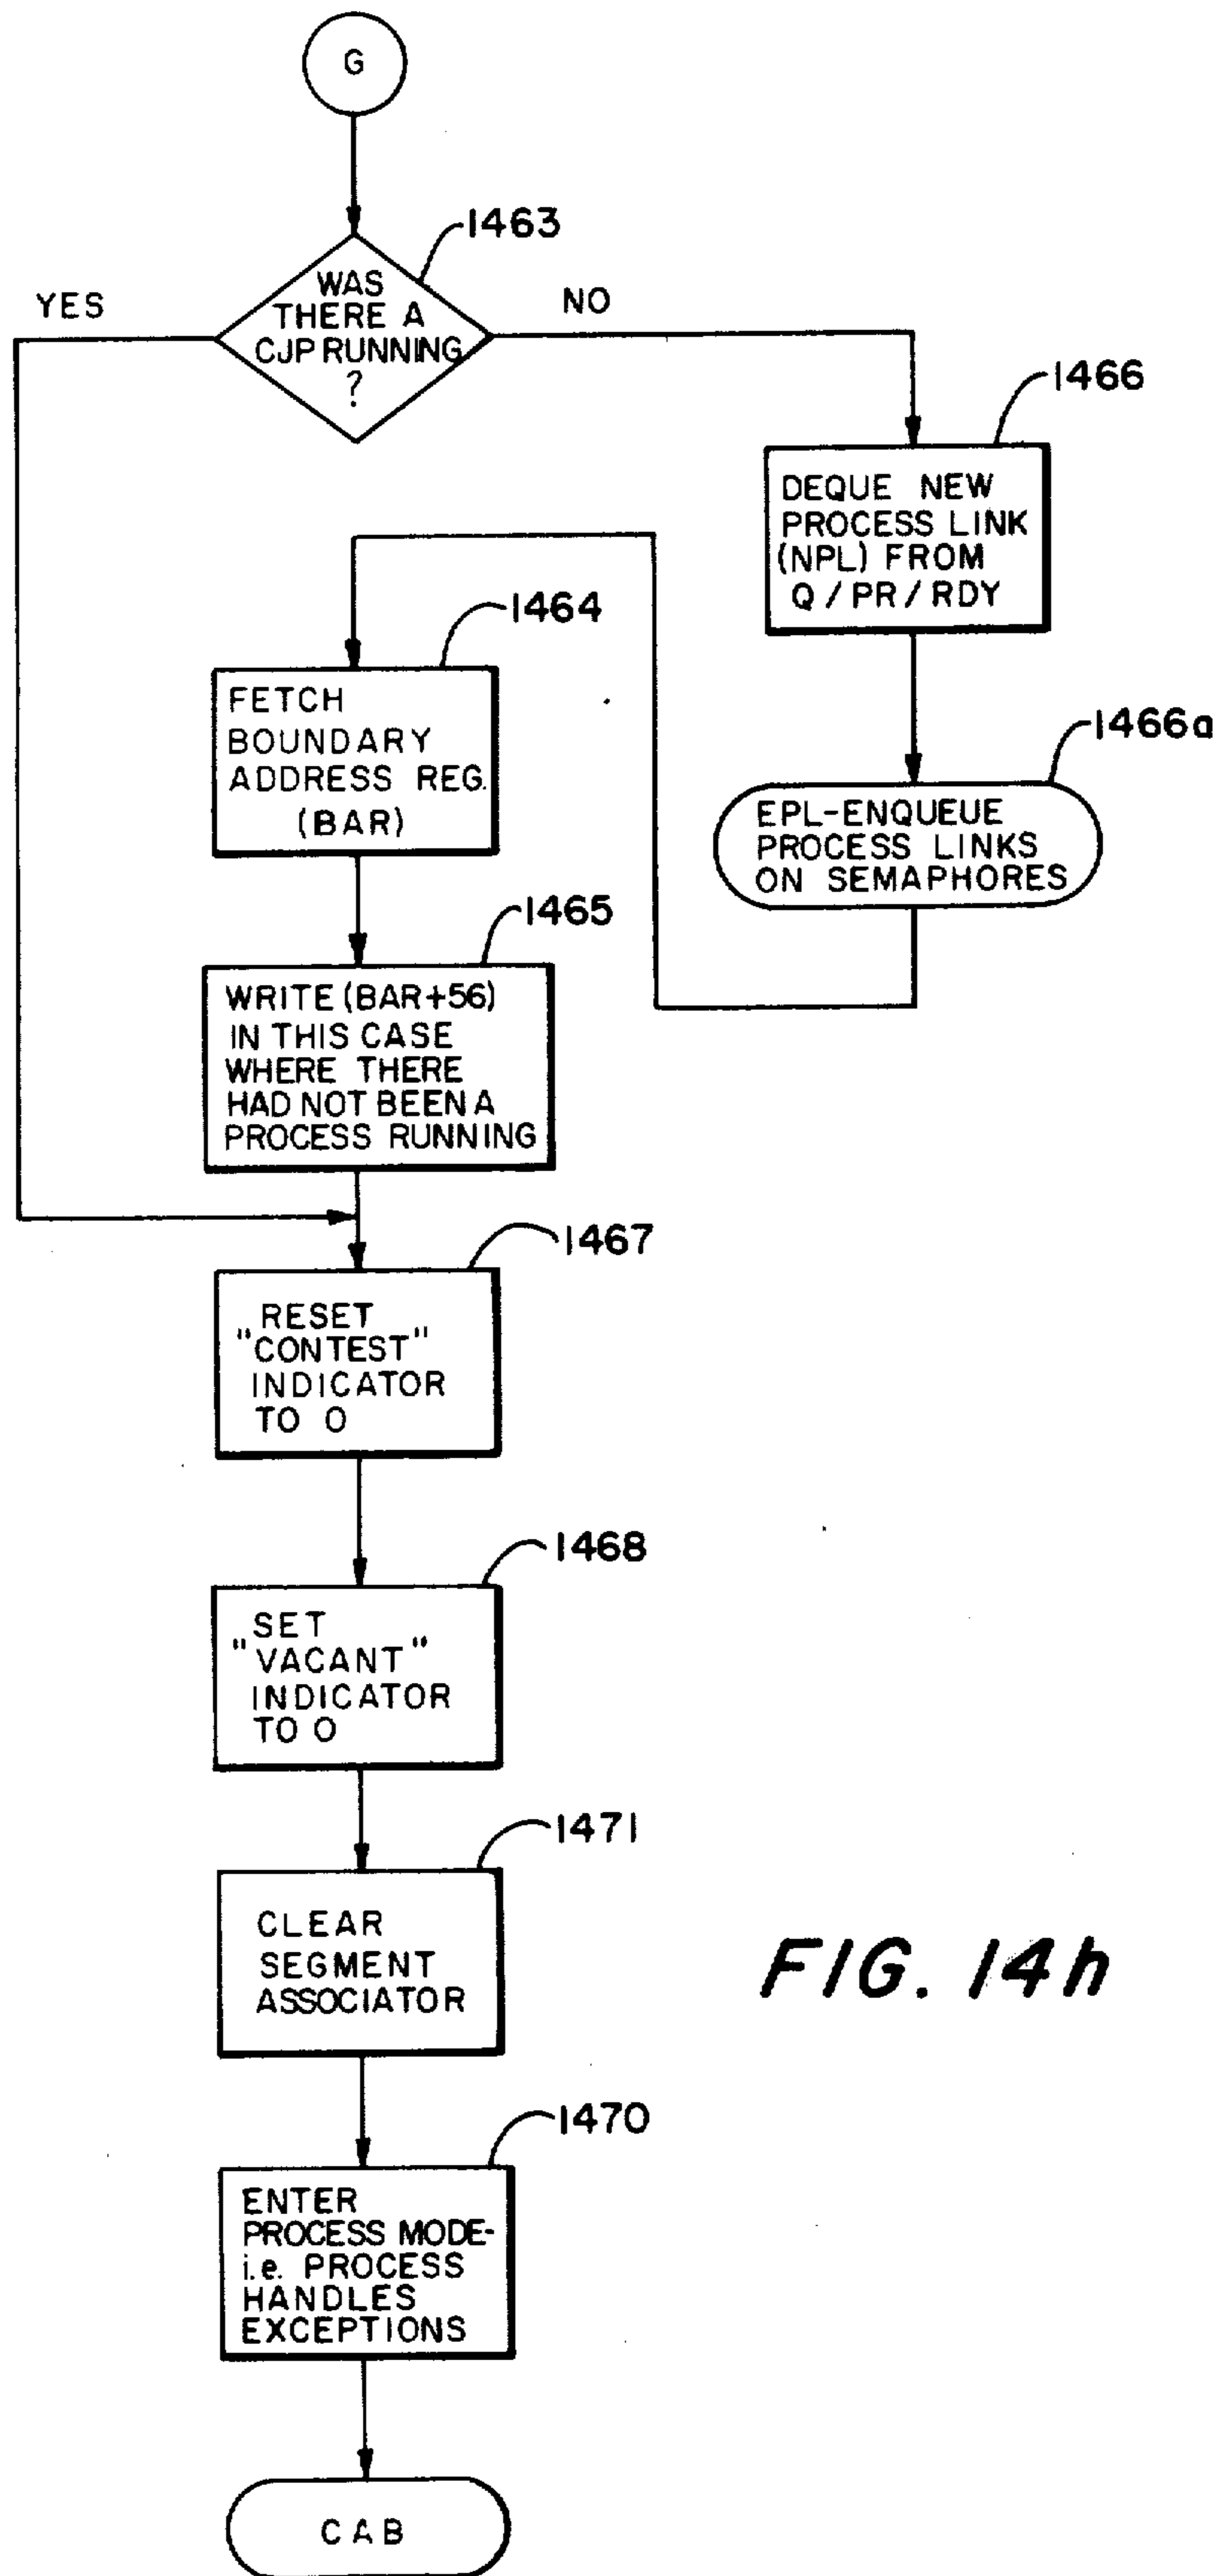 G
1463
WAS
THERE A
CJP RUNNING
?
YES
NO
1466
DEQUE NEW
PROCESS LINK
(NPL) FROM
Q / PR / RDY
1464
FETCH
BOUNDARY
ADDRESS REG.
(BAR)
1466a
EPL-ENQUEUE
PROCESS LINKS
ON SEMAPHORES
1465
WRITE (BAR+56)
IN THIS CASE
WHERE THERE
HAD NOT BEEN A
PROCESS RUNNING
1467
RESET
"CONTEST"
INDICATOR
TO 0
1468
SET
"VACANT"
INDICATOR
TO 0
1471
CLEAR
SEGMENT
ASSOCIATOR
FIG. 14h
1470
ENTER
PROCESS MODE-
i.e. PROCESS
HANDLES
EXCEPTIONS
CAB